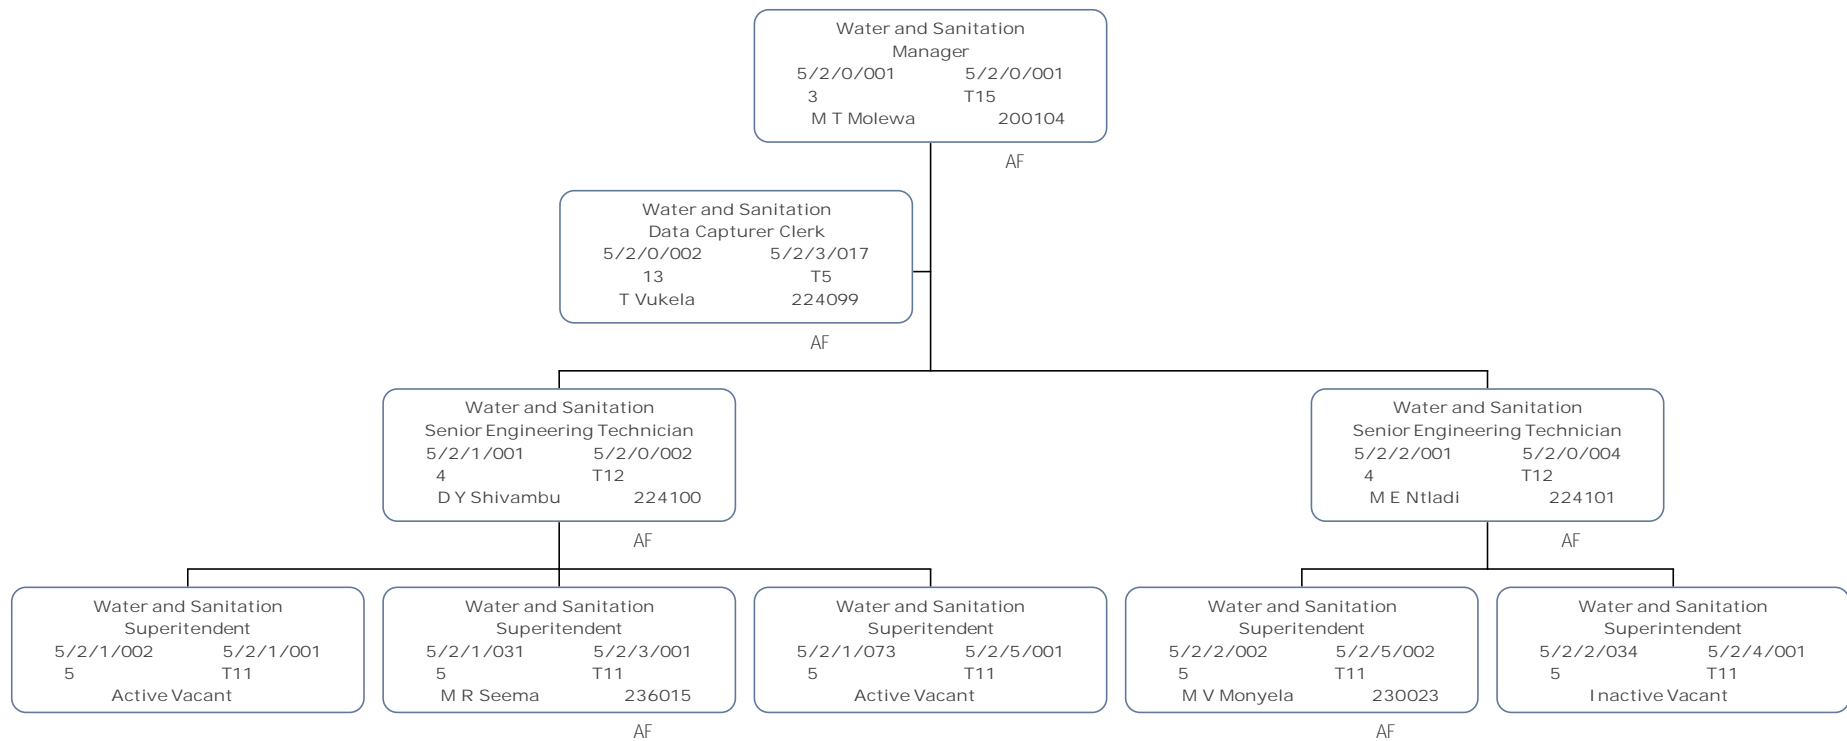 Water and Sanitation
Manager
5/2/0/001 5/2/0/001
3 T15
M T Molewa 200104
AF
Water and Sanitation
Data Capturer Clerk
5/2/0/002 5/2/3/017
13 T5
T Vukela 224099
AF
Water and Sanitation
Senior Engineering Technician
5/2/1/001 5/2/0/002
4 T12
D Y Shivambu 224100
AF
Water and Sanitation
Senior Engineering Technician
5/2/2/001 5/2/0/004
4 T12
M E Ntladi 224101
AF
Water and Sanitation
Superitendent
5/2/1/002 5/2/1/001
5 T11
Active Vacant
Water and Sanitation
Superitendent
5/2/1/031 5/2/3/001
5 T11
M R Seema 236015
AF
Water and Sanitation
Superitendent
5/2/1/073 5/2/5/001
5 T11
Active Vacant
Water and Sanitation
Superitendent
5/2/2/002 5/2/5/002
5 T11
M V Monyela 230023
AF
Water and Sanitation
Superintendent
5/2/2/034 5/2/4/001
5 T11
Inactive Vacant